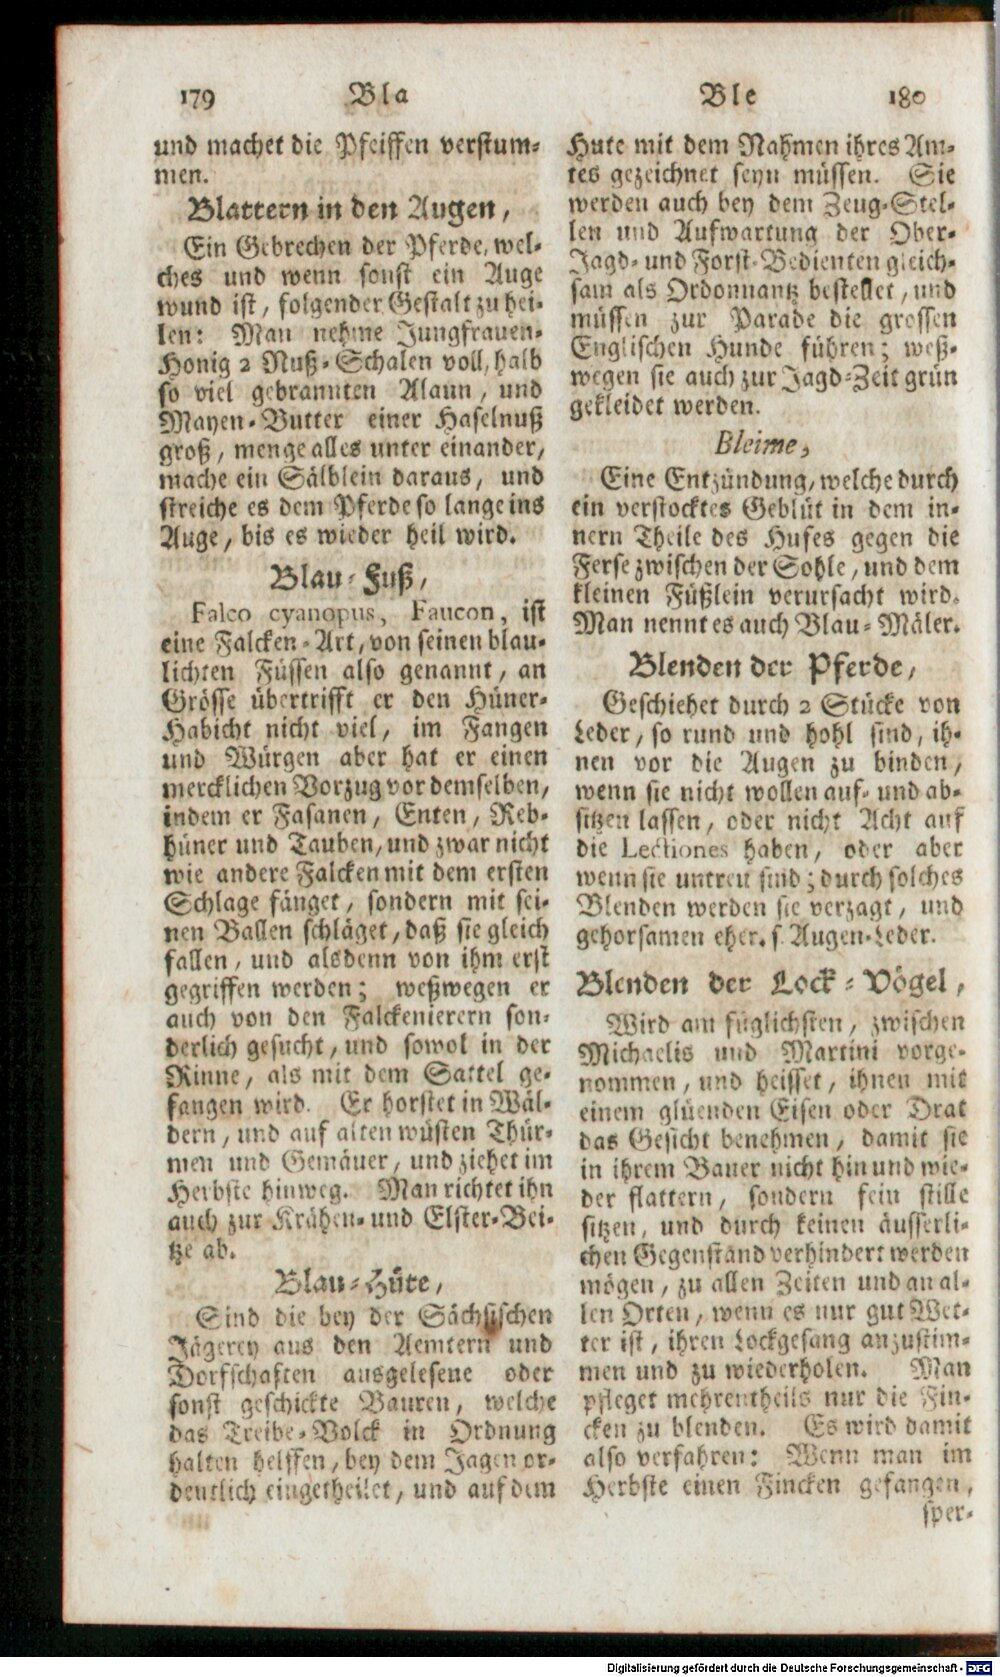 179 Bla
und machet die Pfeiffen verstum-
men.
Blattern in den Augen,
Ein Gebrechen der Pferde, wel-
ches und wenn sonst ein Auge
wund ist, folgender Gestalt zu hei-
len: Man nehme Jungfrauen-
Honig 2 Nuß-Schalen voll, halb
so viel gebrannten Alaun, und
Mayen-Butter einer Haselnuß
groß, menge alles unter einander,
mache ein Sälblein daraus, und
streiche es dem Pferde so lange ins
Auge, bis es wieder heil wird.
Blau-Fuß,
Falco cyanopus, Faucon, ist
eine Falcken-Art, von seinen blau-
lichten Füssen also genannt, an
Grösse übertrifft er den Hüner-
Habicht nicht viel, im Fangen
und Würgen aber hat er einen
mercklichen Vorzug vor demselben,
indem er Fasanen, Enten, Reb-
hüner und Tauben, und zwar nicht
wie andere Falcken mit dem ersten
Schlage fänget, sondern mit sei-
nen Ballen schläget, daß sie gleich
fallen, und alsdenn von ihm erst
gegriffen werden; weßwegen er
auch von den Falckenierern son-
derlich gesucht, und sowol in der
Rinne, als mit dem Sattel ge-
fangen wird. Er horstet in Wäl-
dern, und auf alten wüsten Thür-
men und Gemäuer, und ziehet im
Herbste hinweg. Man richtet ihn
auch zur Krähen- und Elster-Bei-
tze ab.
Blau-Hüte,
Sind die bey der Sächsischen
Jägerey aus den Aemtern und
Dorfschaften ausgelesene oder
sonst geschickte Bauren, welche
das Treibe-Volck in Ordnung
halten helffen, bey dem Jagen or-
dentlich eingetheilet, und auf dem
Ble 180
Hute mit dem Nahmen ihres Am-
tes gezeichnet seyn müssen. Sie
werden auch bey dem Zeug-Stel-
len und Aufwartung der Ober-
Jagd- und Forst-Bedienten gleich-
sam als Ordonnantz bestellet, und
müssen zur Parade die grossen
Englischen Hunde führen; weß-
wegen sie auch zur Jagd-Zeit grün
gekleidet werden.
Bleime,
Eine Entzündung, welche durch
ein verstocktes Geblüt in dem in-
nern Theile des Hufes gegen die
Ferse zwischen der Sohle, und dem
kleinen Füßlein verursacht wird.
Man nennt es auch Blau-Mäler.
Blenden der Pferde,
Geschiehet durch 2 Stücke von
Leder, so rund und hohl sind, ih-
nen vor die Augen zu binden,
wenn sie nicht wollen auf- und ab-
sitzen lassen, oder nicht Acht auf
die Lectiones haben, oder aber
wenn sie untreu sind; durch solches
Blenden werden sie verzagt, und
gehorsamen eher. s. Augen-Leder.
Blenden der Lock-Vögel,
Wird am füglichsten, zwischen
Michaelis und Martini vorge-
nommen, und heisset, ihnen mit
einem glüenden Eisen oder Drat
das Gesicht benehmen, damit sie
in ihrem Bauer nicht hin und wie-
der flattern, sondern fein stille
sitzen, und durch keinen äusserli-
chen Gegenstand verhindert werden
mögen, zu allen Zeiten und an al-
len Orten, wenn es nur gut Wet-
ter ist, ihren Lockgesang anzustim-
men und zu wiederholen. Man
pfleget mehrentheils nur die Fin-
cken zu blenden. Es wird damit
also verfahren: Wenn man im
Herbste einen Fincken gefangen,
sper-
Digitalisierung gefördert durch die Deutsche Forschungsgemeinschaft - DFG